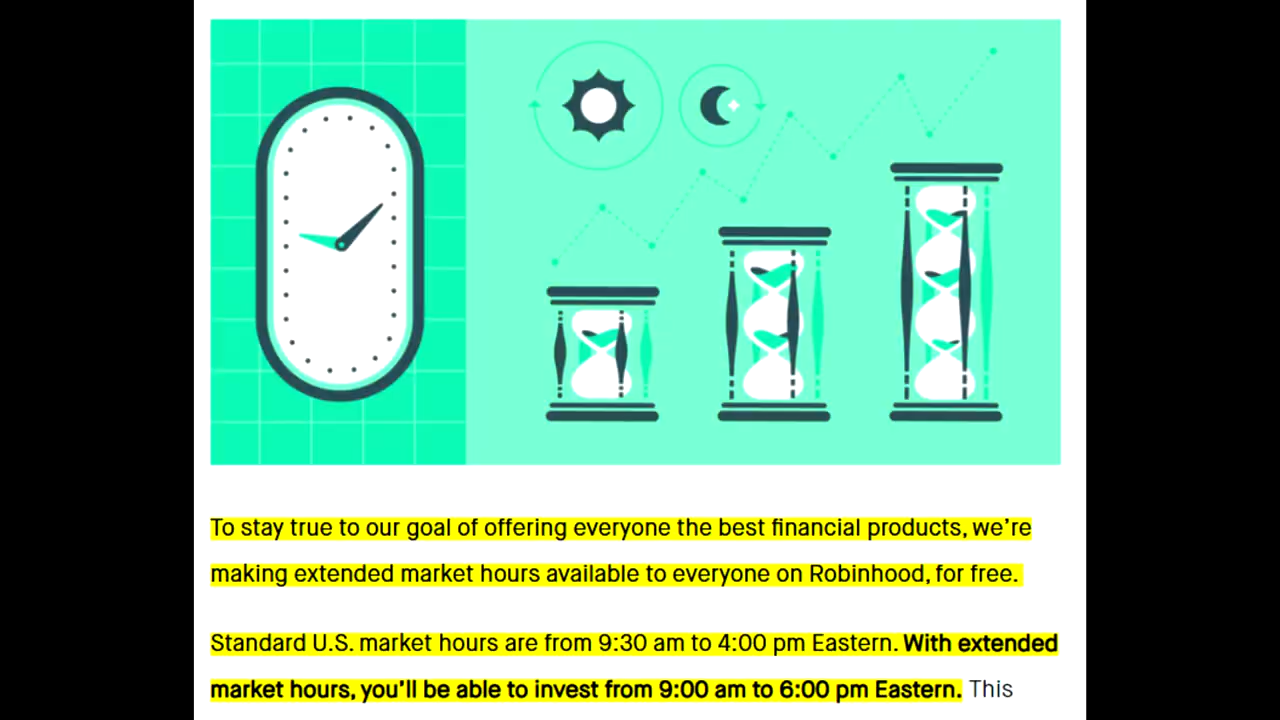 To stay true to our goal of offering everyone the best financial products, we’re
making extended market hours available to everyone on Robinhood, for free.
Standard U.S. market hours are from 9:30 am to 4:00 pm Eastern. With extended
market hours, you’ll be able to invest from 9:00 am to 6:00 pm Eastern. This